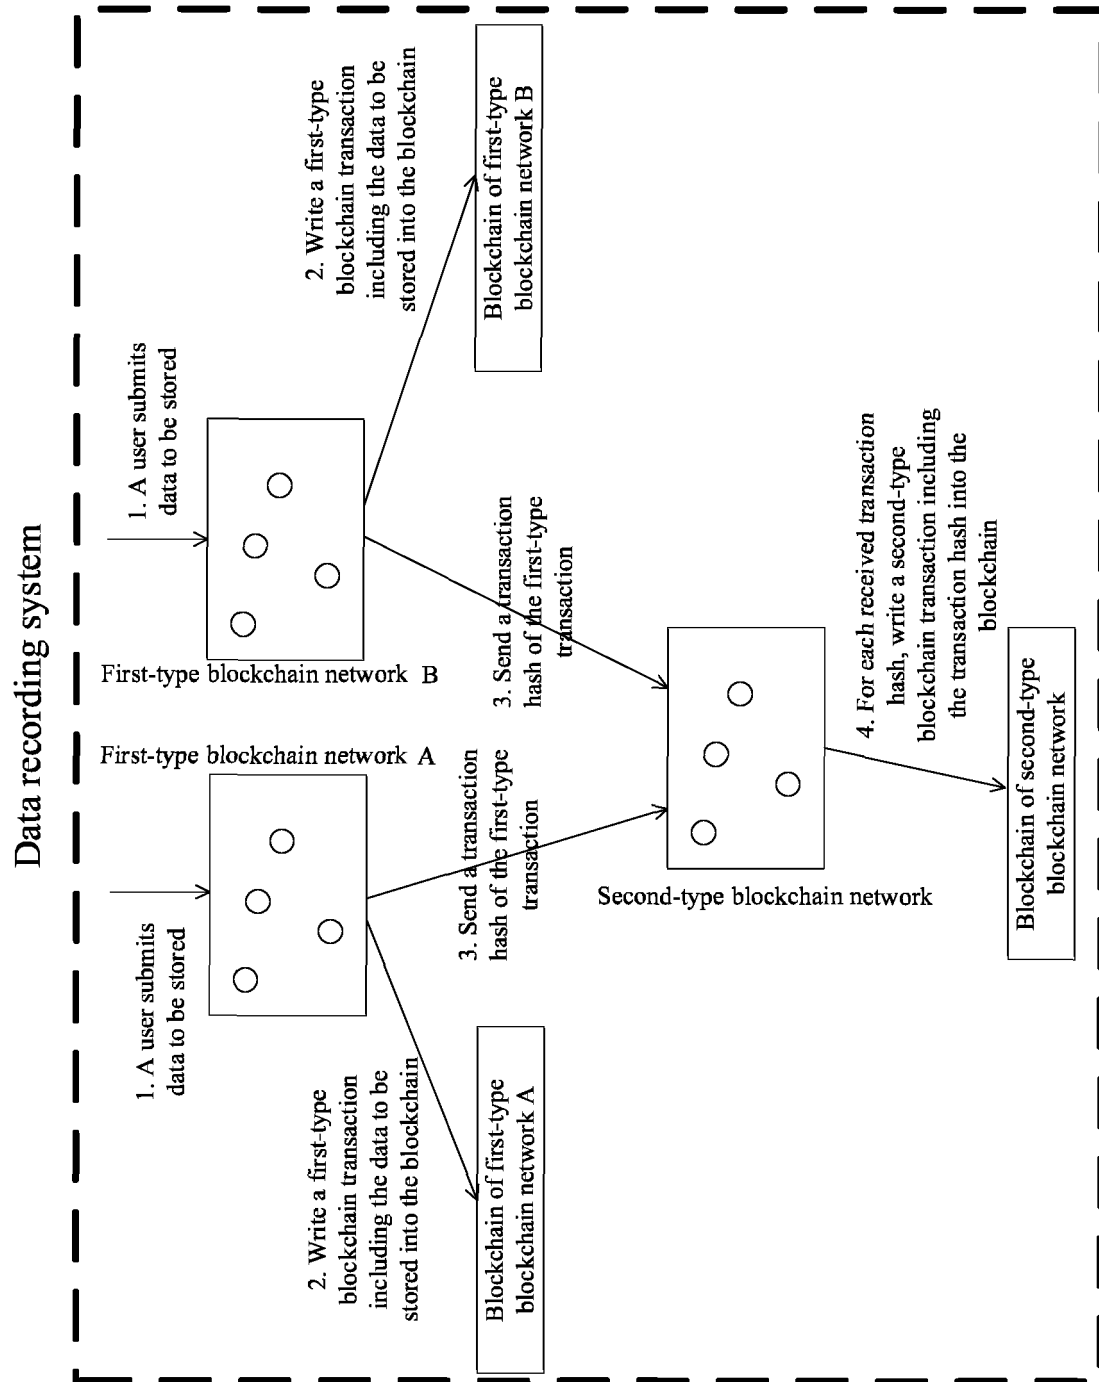 Data recording system
1. A user submits
data to be stored
First-type blockchain network A
2. Write a first-type
blockchain transaction
including the data to be
stored into the blockchain
Blockchain of first-type
blockchain network A
3. Send a transaction
hash of the first-type
transaction
1. A user submits
data to be stored
First-type blockchain network B
2. Write a first-type
blockchain transaction
including the data to be
stored into the blockchain
Blockchain of first-type
blockchain network B
3. Send a transaction
hash of the first-type
transaction
Second-type blockchain network
4. For each received transaction
hash, write a second-type
blockchain transaction including
the transaction hash into the
blockchain
Blockchain of second-type
blockchain network